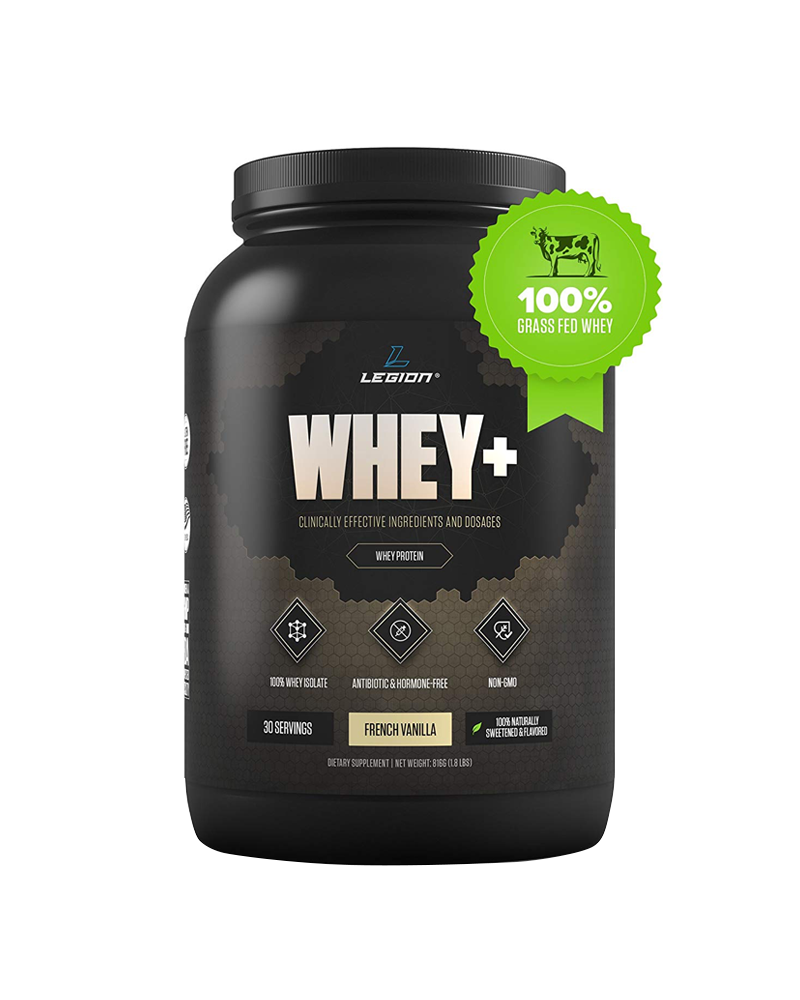 100%
GRASS FED WHEY
LEGION®
WHEY+
CLINICALLY EFFECTIVE INGREDIENTS AND DOSAGES
WHEY PROTEIN
100% WHEY ISOLATE
ANTIBIOTIC & HORMONE-FREE
NON-GMO
30 SERVINGS
FRENCH VANILLA
100% NATURALLY
SWEETENED & FLAVORED
DIETARY SUPPLEMENT | NET WEIGHT: 816G (1.8 LBS)